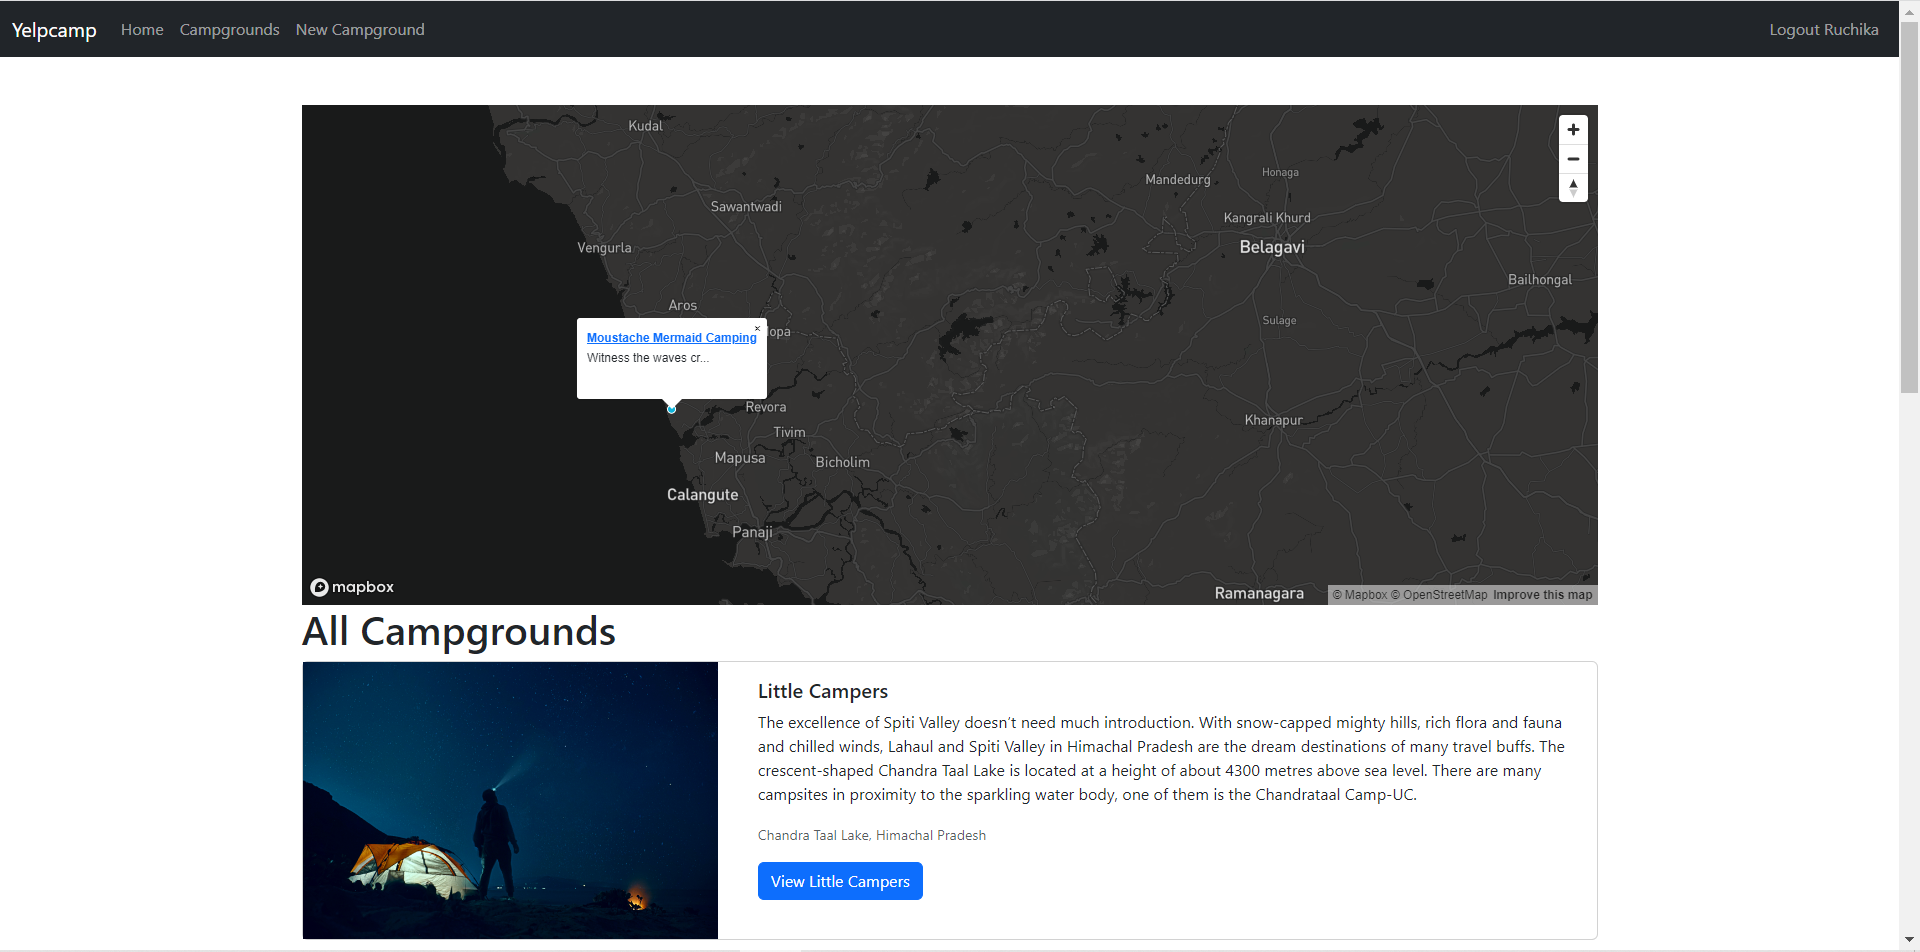 Yelpcamp Home Campgrounds New Campground Logout Ruchika
Kudal
Mandedurg
Honaga
Sawantwadi
Kangrali Khurd
Vengurla
Belagavi
Bailhongal
Aros
Sulage
opa
×
Moustache Mermaid Camping
Witness the waves cr...
Revora
Khanapur
Tivim
Mapusa
Bicholim
Calangute
Panaji
mapbox
Ramanagara
© Mapbox © OpenStreetMap Improve this map
All Campgrounds
Little Campers
The excellence of Spiti Valley doesn't need much introduction. With snow-capped mighty hills, rich flora and fauna
and chilled winds, Lahaul and Spiti Valley in Himachal Pradesh are the dream destinations of many travel buffs. The
crescent-shaped Chandra Taal Lake is located at a height of about 4300 metres above sea level. There are many
campsites in proximity to the sparkling water body, one of them is the Chandrataal Camp-UC.
Chandra Taal Lake, Himachal Pradesh
View Little Campers